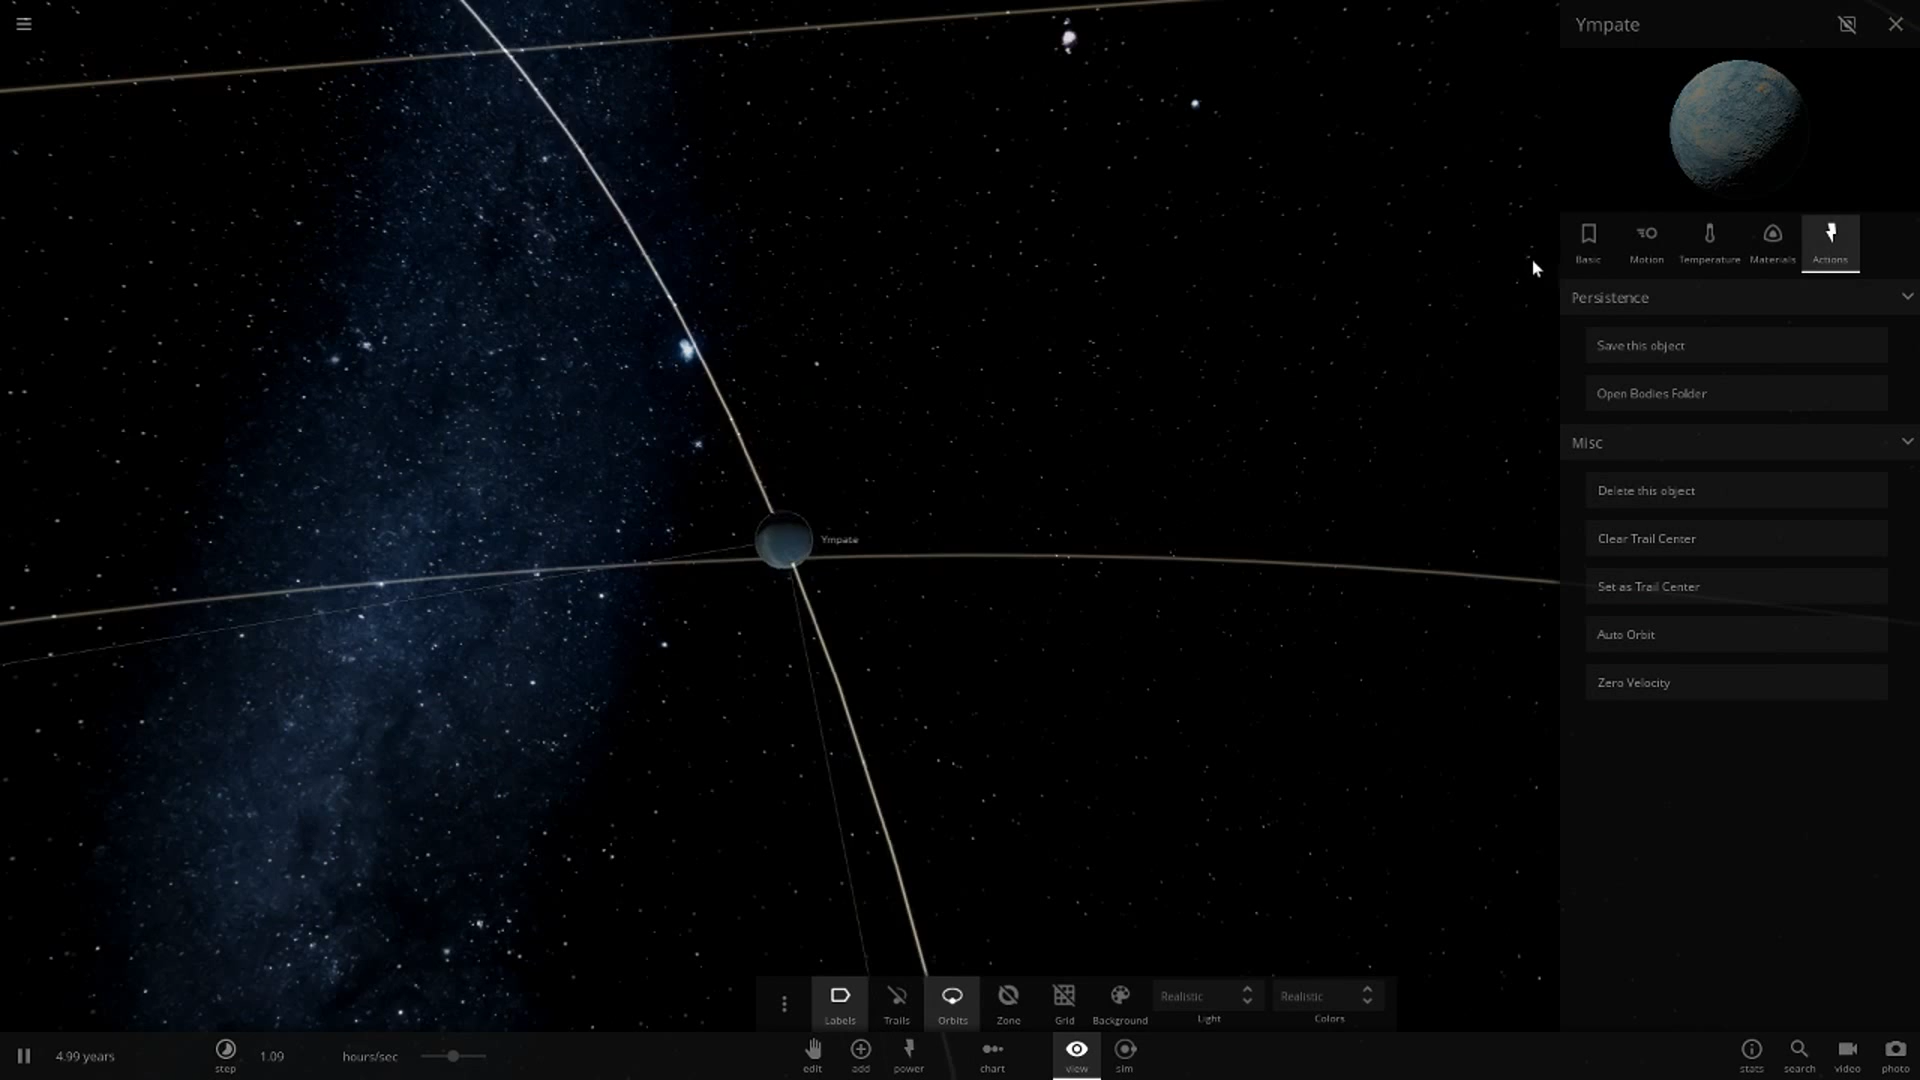 Ympate
Basic
Motion
Temperature
Materials
Actions
Persistence
Save this object
Open Bodies Folder
Misc
Delete this object
Clear Trail Center
Set as Trail Center
Auto Orbit
Zero Velocity
Ympate
Labels
Trails
Orbits
Zone
Grid
Background
Realistic
Light
Realistic
Colors
4.99 years
step
1.09
hours/sec
edit
add
power
chart
view
sim
stats
search
video
photo